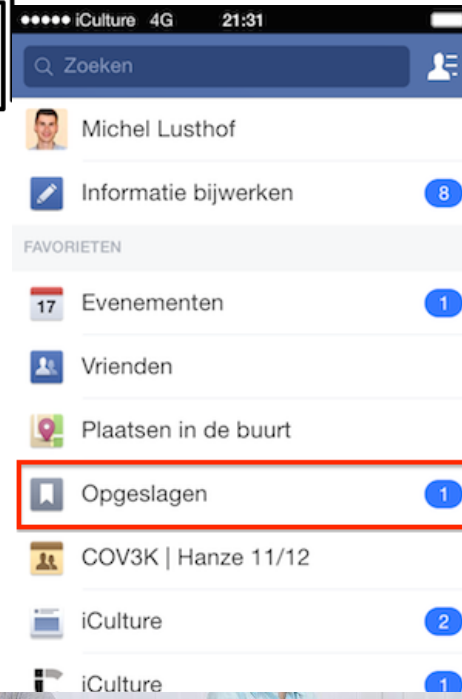 iCulture 4G 21:31
Zoeken
Michel Lusthof
Informatie bijwerken 8
FAVORIETEN
17 Evenementen 1
Vrienden
Plaatsen in de buurt
Opgeslagen 1
COV3K | Hanze 11/12
iCulture 2
iCulture 1